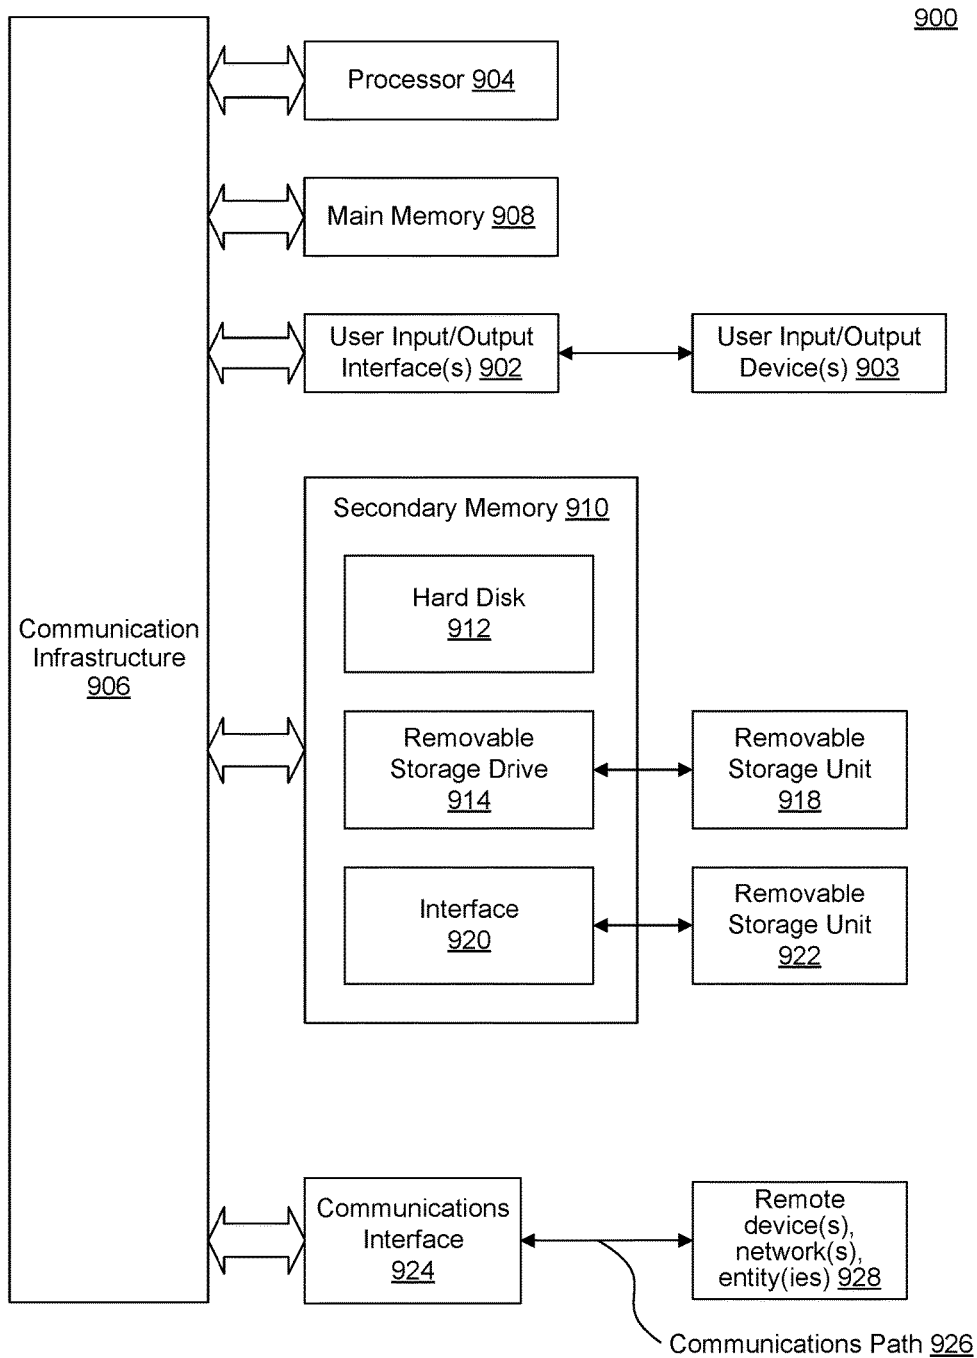 900
Processor 904
Main Memory 908
User Input/Output
Interface(s) 902
User Input/Output
Device(s) 903
Secondary Memory 910
Hard Disk
912
Communication
Infrastructure
906
Removable
Storage Drive
914
Removable
Storage Unit
918
Interface
920
Removable
Storage Unit
922
Communications
Interface
924
Remote
device(s),
network(s),
entity(ies) 928
Communications Path 926